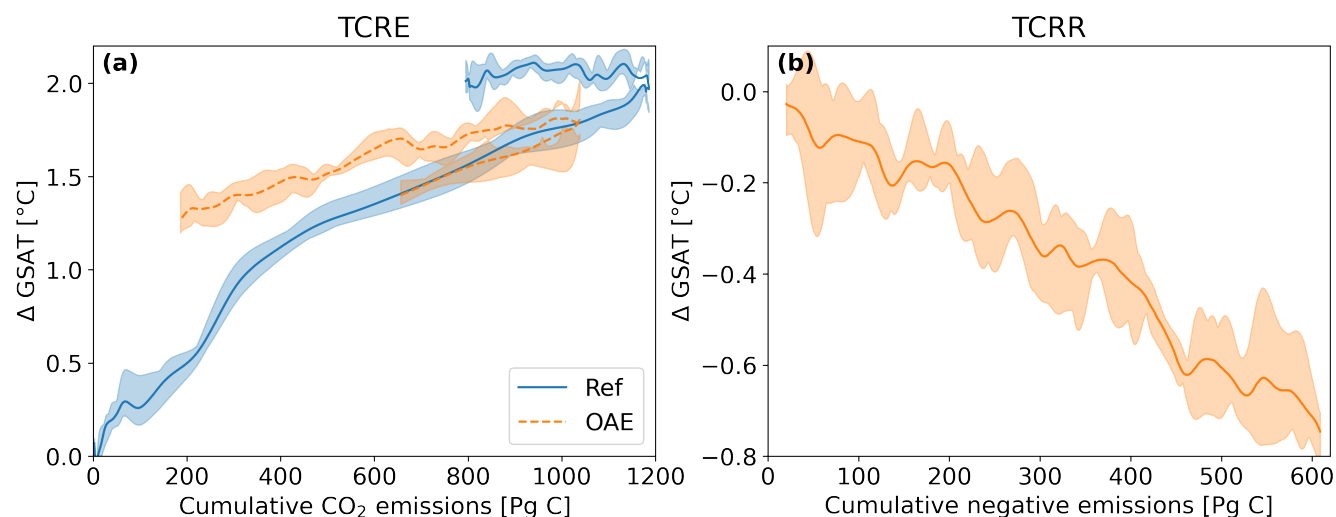 TCRE
(a)
Δ GSAT [°C]
2.0
1.5
1.0
0.5
0.0
0
200
400
600
800
1000
1200
Cumulative CO₂ emissions [Pg C]
Ref
OAE
TCRR
(b)
Δ GSAT [°C]
0.0
−0.2
−0.4
−0.6
−0.8
0
100
200
300
400
500
600
Cumulative negative emissions [Pg C]